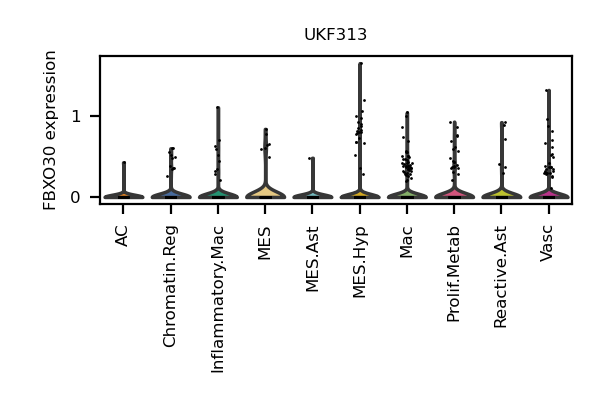 UKF313
FBXO30 expression
1
0
AC
Chromatin.Reg
Inflammatory.Mac
MES
MES.Ast
MES.Hyp
Mac
Prolif.Metab
Reactive.Ast
Vasc